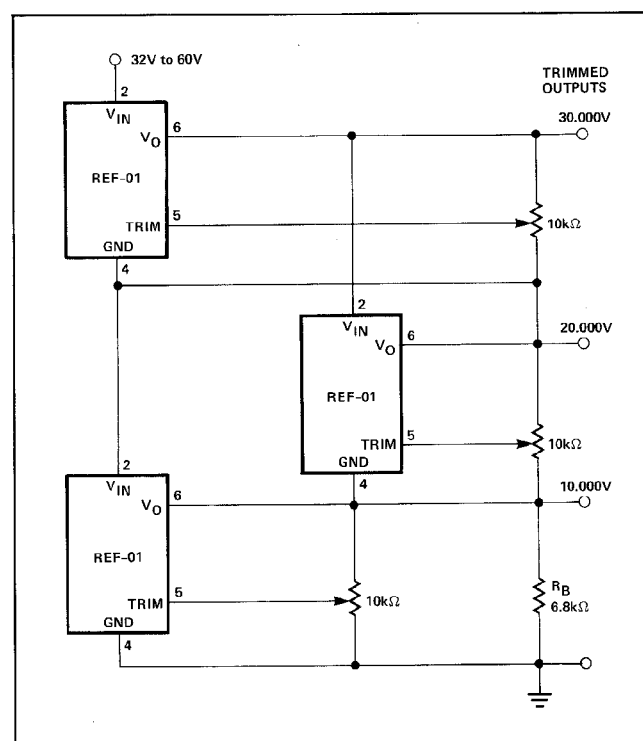 32V to 60V
TRIMMED
OUTPUTS
2
VIN
VO
6
30.000V
REF-01
TRIM
5
10kΩ
GND
4
2
VIN
VO
6
20.000V
REF-01
TRIM
5
10kΩ
GND
4
10.000V
2
VIN
VO
6
REF-01
TRIM
5
10kΩ
RB
6.8kΩ
GND
4